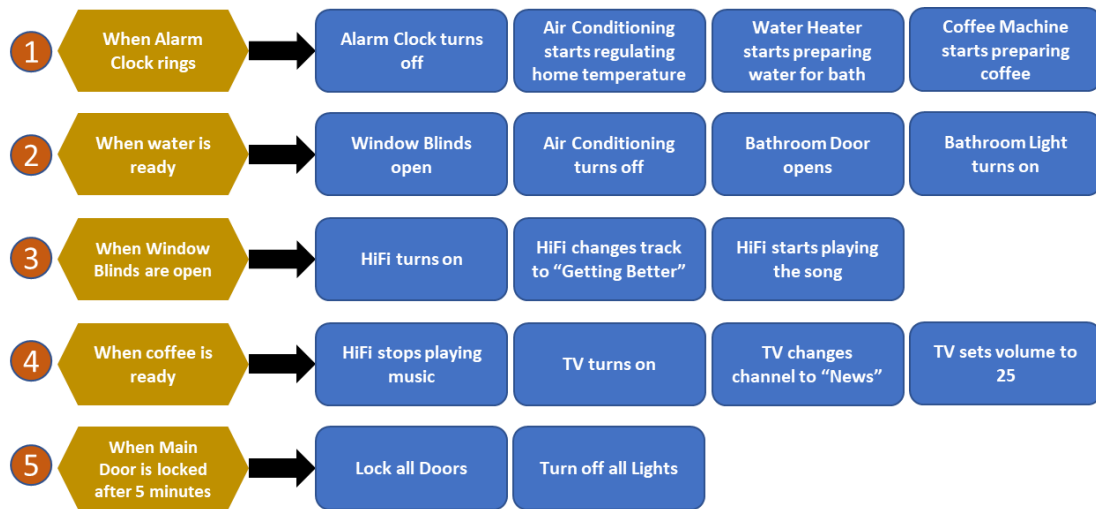 1
When Alarm
Clock rings
Alarm Clock turns
off
Air Conditioning
starts regulating
home temperature
Water Heater
starts preparing
water for bath
Coffee Machine
starts preparing
coffee
2
When water is
ready
Window Blinds
open
Air Conditioning
turns off
Bathroom Door
opens
Bathroom Light
turns on
3
When Window
Blinds are open
HiFi turns on
HiFi changes track
to “Getting Better”
HiFi starts playing
the song
4
When coffee is
ready
HiFi stops playing
music
TV turns on
TV changes
channel to “News”
TV sets volume to
25
5
When Main
Door is locked
after 5 minutes
Lock all Doors
Turn off all Lights